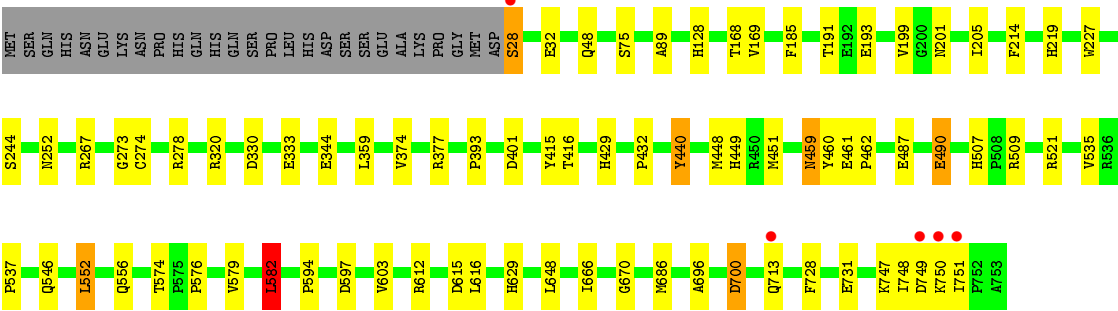 MET SER GLN HIS ASN GLU LYS ASN PRO HIS GLN HIS GLN SER PRO LEU HIS ASP SER SER GLU ALA LYS PRO GLY MET ASP S28 E32 Q48 S75 A89 H128 T168 V169 F185 T191 E192 E193 V199 G200 N201 I205 F214 H219 W227
S244 N252 R267 G273 C274 R278 R320 D330 E333 E344 L359 V374 R377 P393 D401 Y415 T416 H429 P432 Y440 M448 H449 R450 M451 N459 Y460 E461 P462 E487 E490 H507 P508 R509 R521 V535 R536
P537 Q546 L552 Q556 T574 P575 P576 V579 L582 P594 D597 V603 R612 D615 L616 H629 L648 I666 G670 M686 A696 D700 Q713 F728 E731 K747 I748 D749 K750 I751 P752 A753